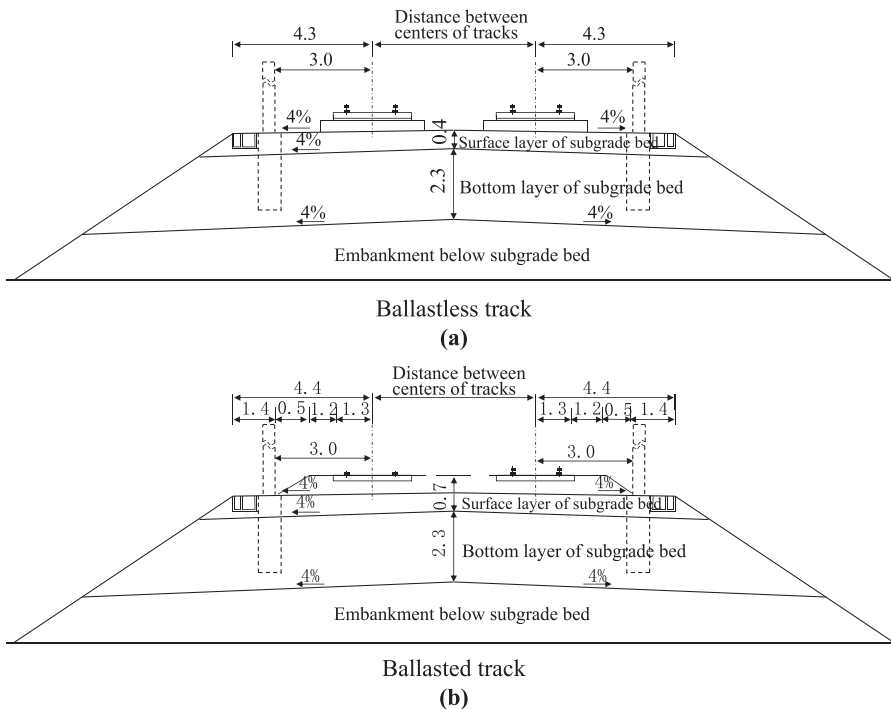 Distance between
4.3
centers of tracks
4.3
3.0
3.0
4%
4%
0.4
4%
Surface layer of subgrade bed
2.3
Bottom layer of subgrade bed
4%
4%
Embankment below subgrade bed
Ballastless track
(a)
Distance between
4.4
centers of tracks
4.4
1.4
0.5
1.2
1.3
1.3
1.2
0.5
1.4
3.0
3.0
4%
4%
0.7
4%
Surface layer of subgrade bed
2.3
Bottom layer of subgrade bed
4%
4%
Embankment below subgrade bed
Ballasted track
(b)